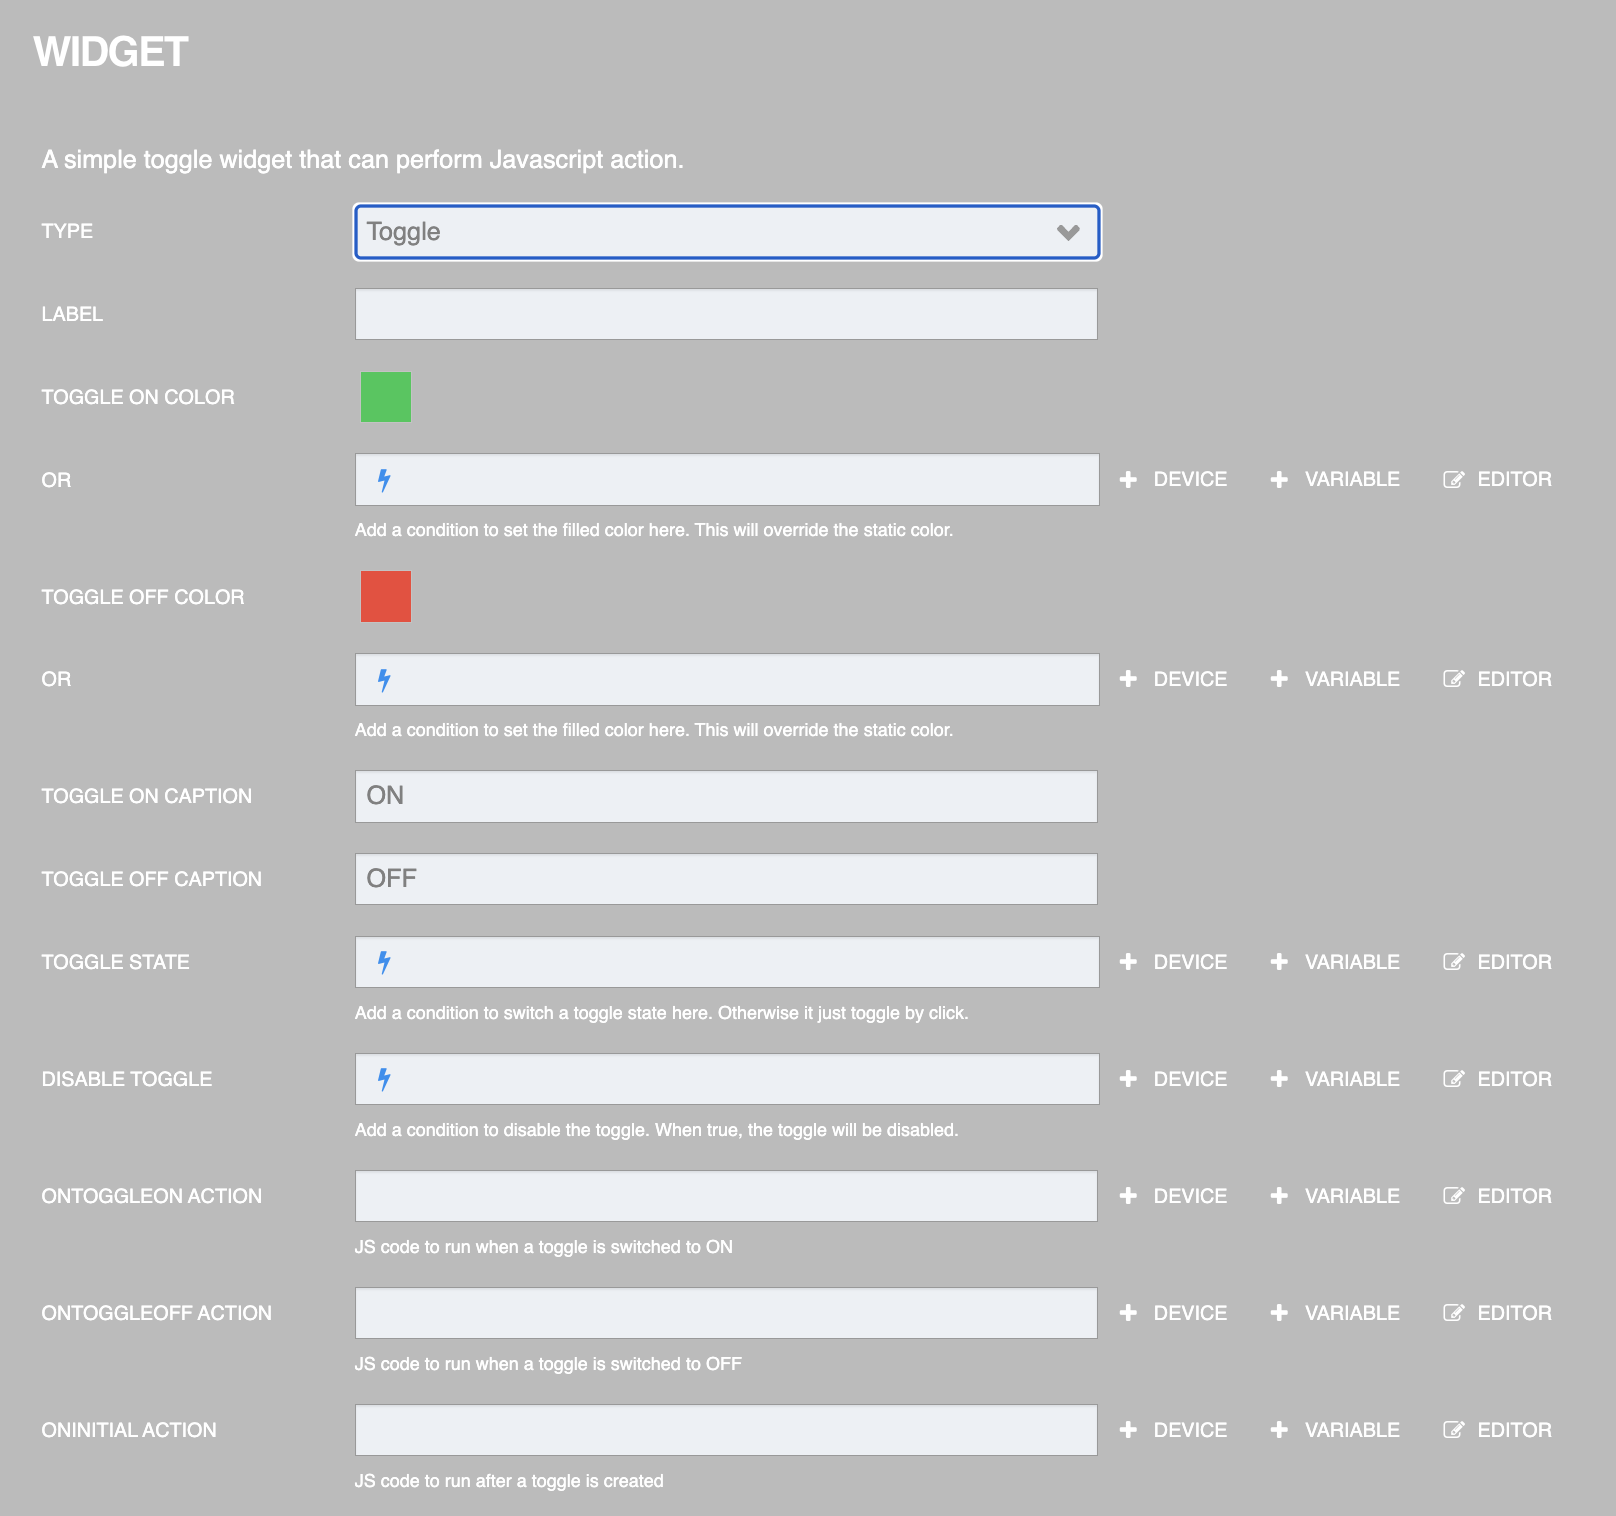 WIDGET
A simple toggle widget that can perform Javascript action.
TYPE Toggle
LABEL
TOGGLE ON COLOR
OR DEVICE VARIABLE EDITOR
Add a condition to set the filled color here. This will override the static color.
TOGGLE OFF COLOR
OR DEVICE VARIABLE EDITOR
Add a condition to set the filled color here. This will override the static color.
TOGGLE ON CAPTION ON
TOGGLE OFF CAPTION OFF
TOGGLE STATE DEVICE VARIABLE EDITOR
Add a condition to switch a toggle state here. Otherwise it just toggle by click.
DISABLE TOGGLE DEVICE VARIABLE EDITOR
Add a condition to disable the toggle. When true, the toggle will be disabled.
ONTOGGLEON ACTION DEVICE VARIABLE EDITOR
JS code to run when a toggle is switched to ON
ONTOGGLEOFF ACTION DEVICE VARIABLE EDITOR
JS code to run when a toggle is switched to OFF
ONINITIAL ACTION DEVICE VARIABLE EDITOR
JS code to run after a toggle is created